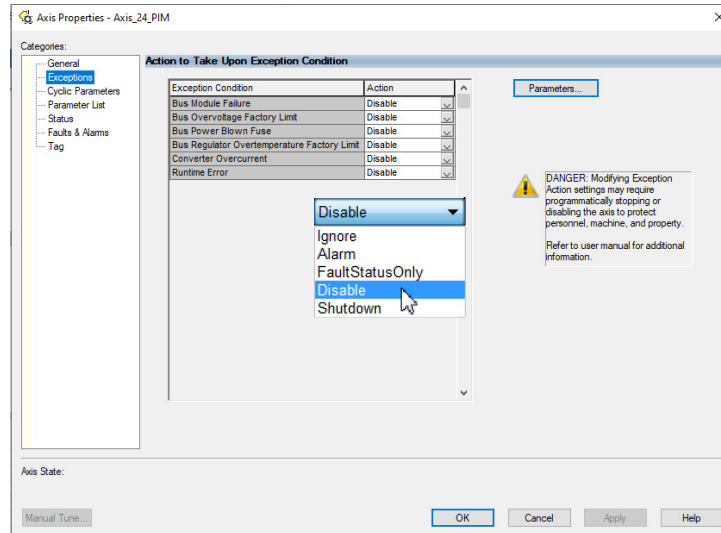 Axis Properties - Axis_24_PIM
Categories:
General
Exceptions
Cyclic Parameters
Parameter List
Status
Faults & Alarms
Tag
Action to Take Upon Exception Condition
Exception Condition Action
Bus Module Failure Disable
Bus Overvoltage Factory Limit Disable
Bus Power Blown Fuse Disable
Bus Regulator Overtemperature Factory Limit Disable
Converter Overcurrent Disable
Runtime Error Disable
Disable
Ignore
Alarm
FaultStatusOnly
Disable
Shutdown
Parameters...
DANGER: Modifying Exception
Action settings may require
programmatically stopping or
disabling the axis to protect
personnel, machine, and property.
Refer to user manual for additional
information.
Axis State:
Manual Tune...
OK Cancel Apply Help